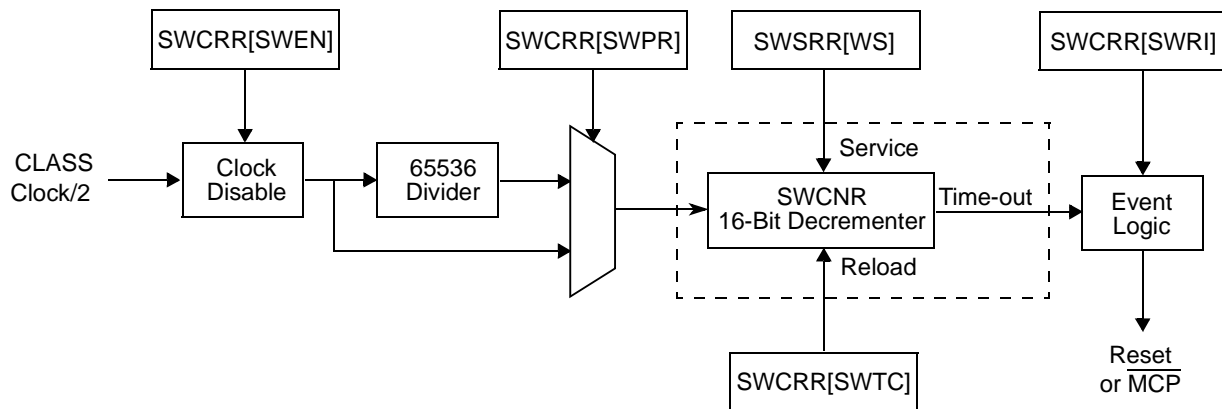 SWCRR[SWEN]
SWCRR[SWPR]
SWSRR[WS]
SWCRR[SWRI]
CLASS
Clock/2
Clock
Disable
65536
Divider
Service
SWCNR
16-Bit Decrementer
Time-out
Event
Logic
Reload
SWCRR[SWTC]
Reset
or MCP